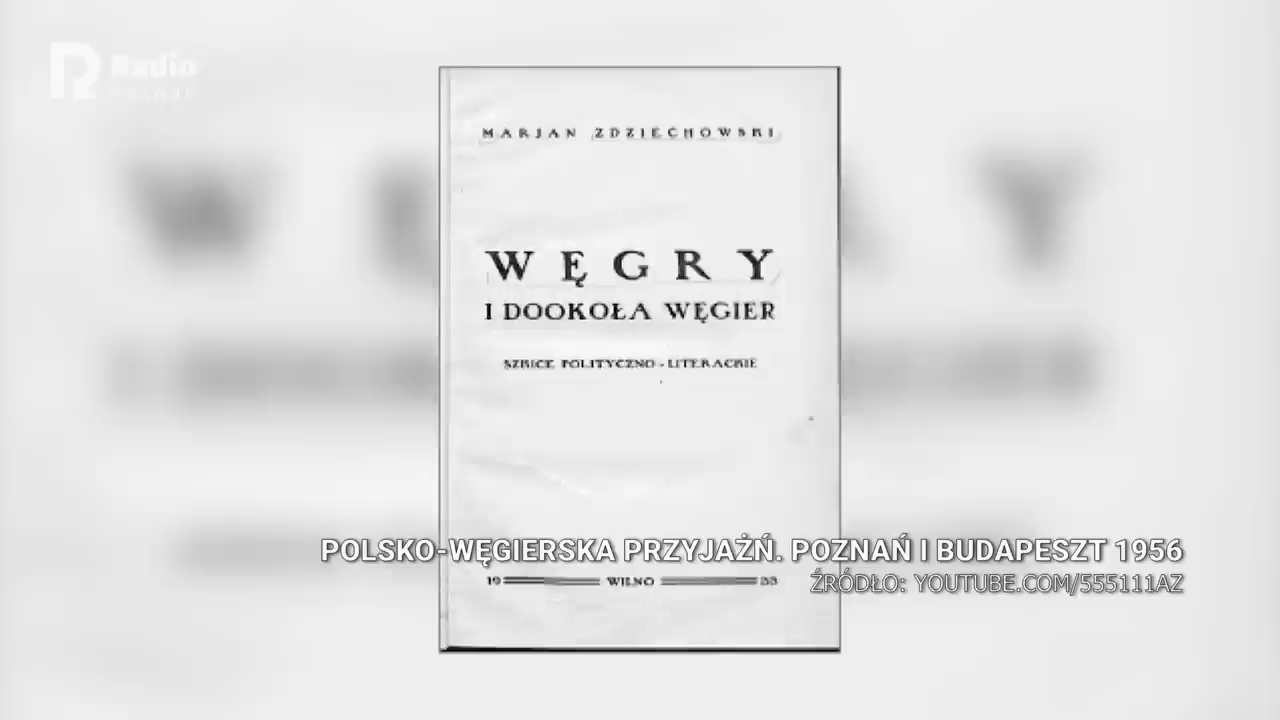 Radio
MARJAN ZDZIECHOWSKI
WĘGRY
I DOOKOŁA WĘGIER
SZKICE POLITYCZNO-LITERACKIE
POLSKO-WĘGIERSKA PRZYJAŹŃ. POZNAŃ I BUDAPESZT 1956
19 WILNO 33
ŹRÓDŁO: YOUTUBE.COM/555111AZ